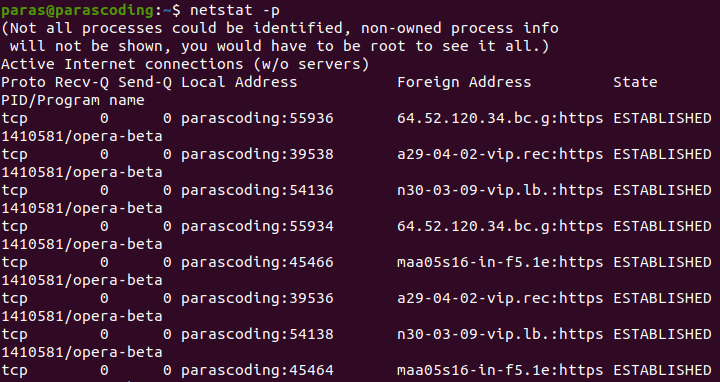 paras@parascoding:~$ netstat -p
(Not all processes could be identified, non-owned process info
 will not be shown, you would have to be root to see it all.)
Active Internet connections (w/o servers)
Proto Recv-Q Send-Q Local Address           Foreign Address         State
PID/Program name
tcp        0      0 parascoding:55936       64.52.120.34.bc.g:https ESTABLISHED
1410581/opera-beta
tcp        0      0 parascoding:39538       a29-04-02-vip.rec:https ESTABLISHED
1410581/opera-beta
tcp        0      0 parascoding:54136       n30-03-09-vip.lb.:https ESTABLISHED
1410581/opera-beta
tcp        0      0 parascoding:55934       64.52.120.34.bc.g:https ESTABLISHED
1410581/opera-beta
tcp        0      0 parascoding:45466       maa05s16-in-f5.1e:https ESTABLISHED
1410581/opera-beta
tcp        0      0 parascoding:39536       a29-04-02-vip.rec:https ESTABLISHED
1410581/opera-beta
tcp        0      0 parascoding:54138       n30-03-09-vip.lb.:https ESTABLISHED
1410581/opera-beta
tcp        0      0 parascoding:45464       maa05s16-in-f5.1e:https ESTABLISHED